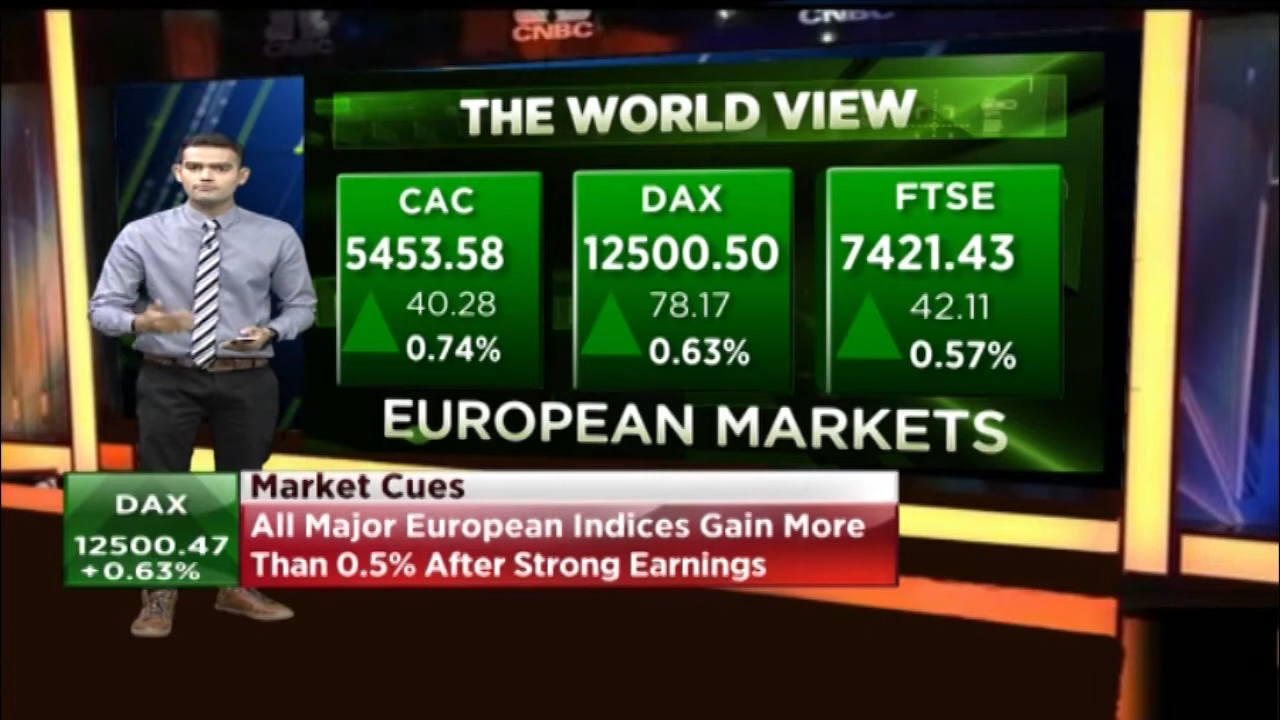 CNBC
CNBC
CNBC
THE WORLD VIEW
CAC
5453.58
40.28
0.74%
DAX
12500.50
78.17
0.63%
FTSE
7421.43
42.11
0.57%
EUROPEAN MARKETS
DAX
12500.47
+0.63%
Market Cues
All Major European Indices Gain More
Than 0.5% After Strong Earnings